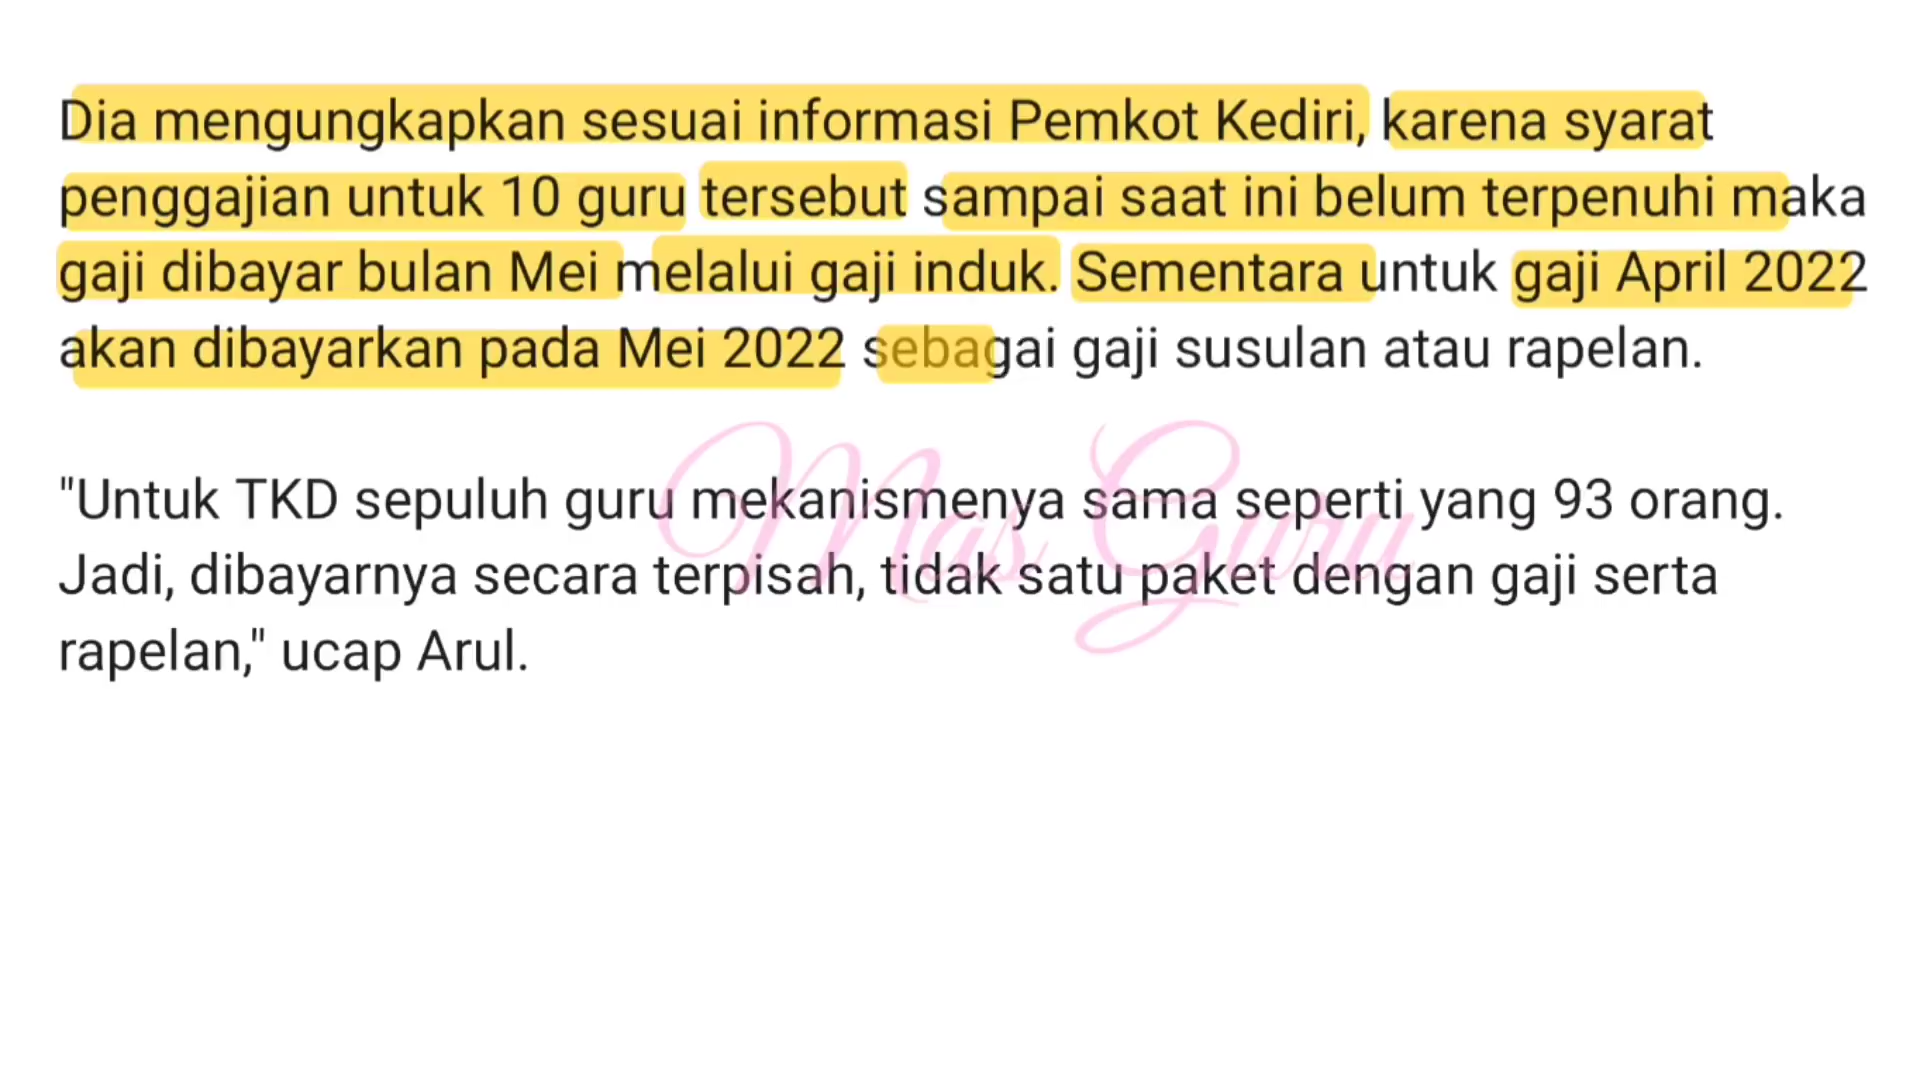 Dia mengungkapkan sesuai informasi Pemkot Kediri, karena syarat
penggajian untuk 10 guru tersebut sampai saat ini belum terpenuhi maka
gaji dibayar bulan Mei melalui gaji induk. Sementara untuk gaji April 2022
akan dibayarkan pada Mei 2022 sebagai gaji susulan atau rapelan.
"Untuk TKD sepuluh guru mekanismenya sama seperti yang 93 orang.
Mas Guru
Jadi, dibayarnya secara terpisah, tidak satu paket dengan gaji serta
rapelan," ucap Arul.